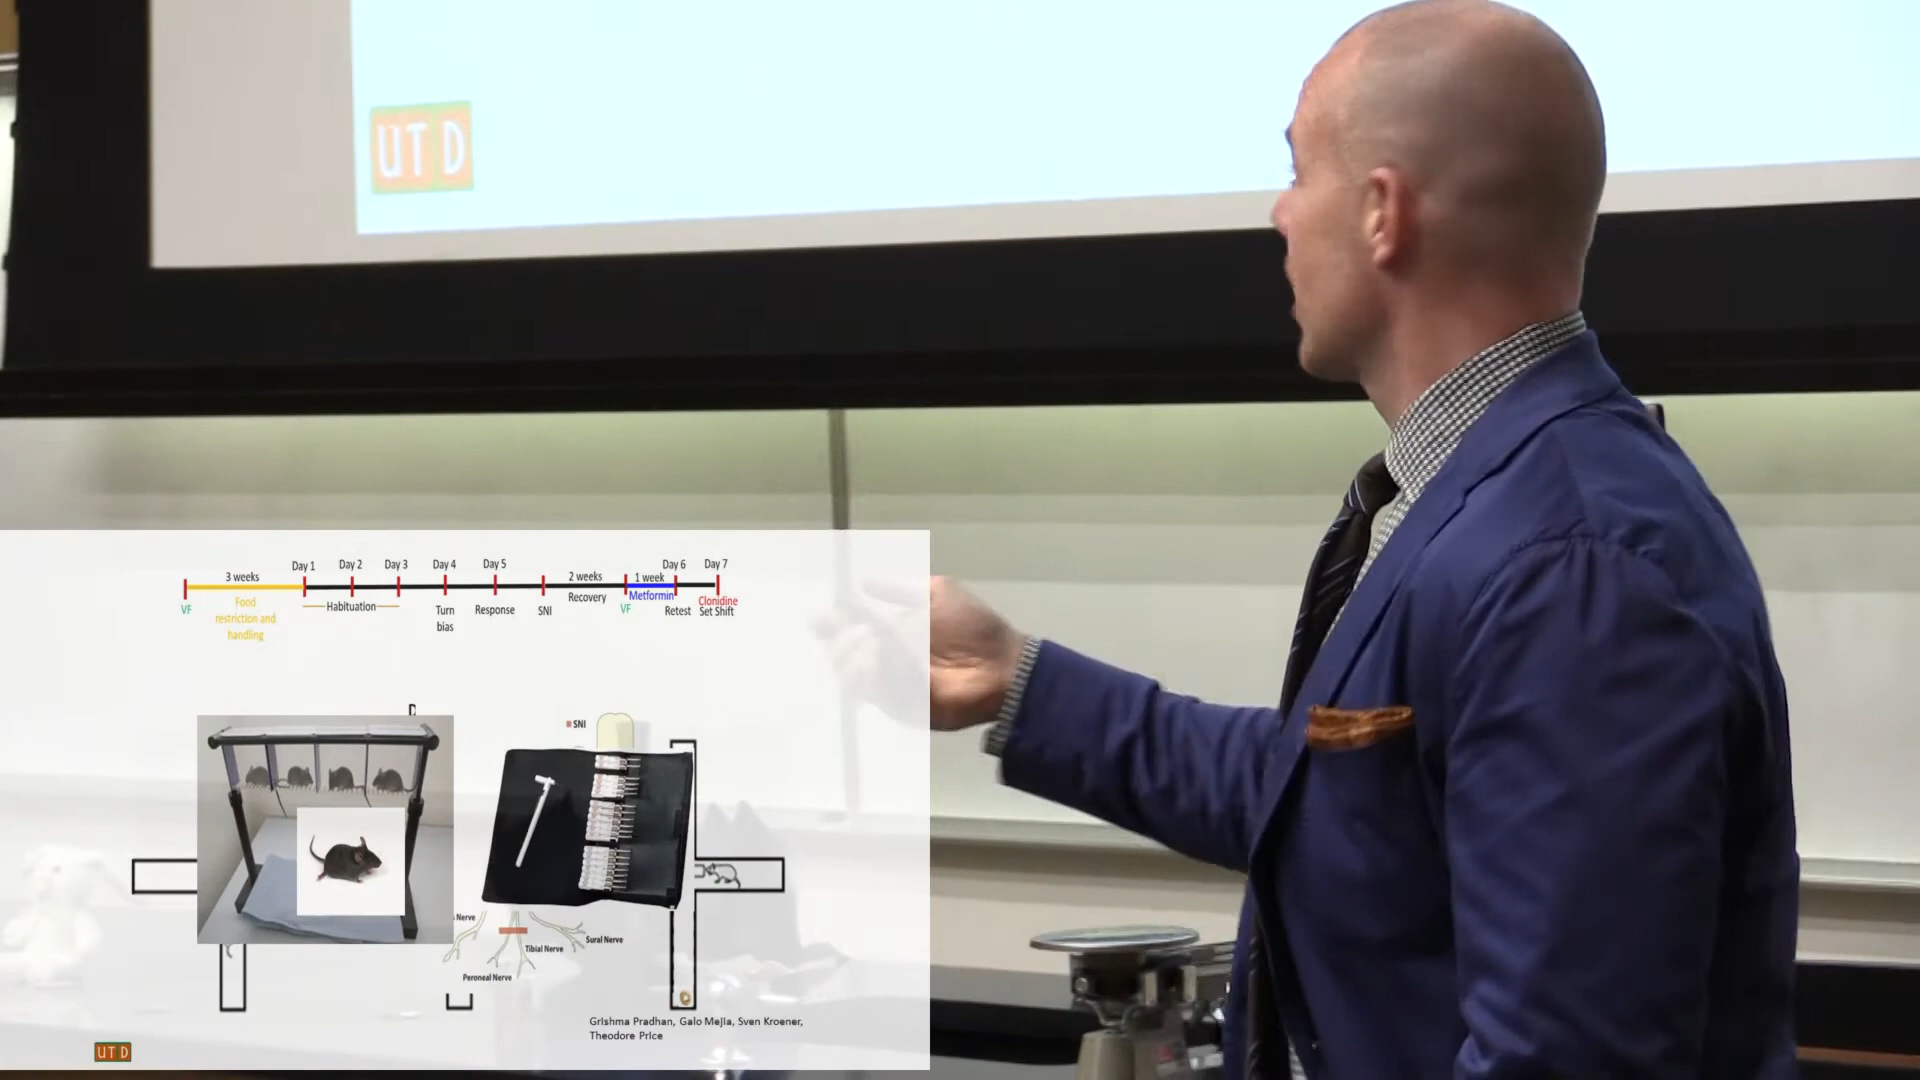 UTD
Day 1
Day 2
Day 3
Day 4
Day 5
Day 6
Day 7
3 weeks
2 weeks
1 week
VF
Food
restriction and
handling
Habituation
Turn
bias
Response
SNI
Recovery
Metformin
VF
Retest
Clonidine
Set Shift
D
SNI
Nerve
Tibial Nerve
Sural Nerve
Peroneal Nerve
Grishma Pradhan, Galo Mejia, Sven Kroener,
Theodore Price
UTD